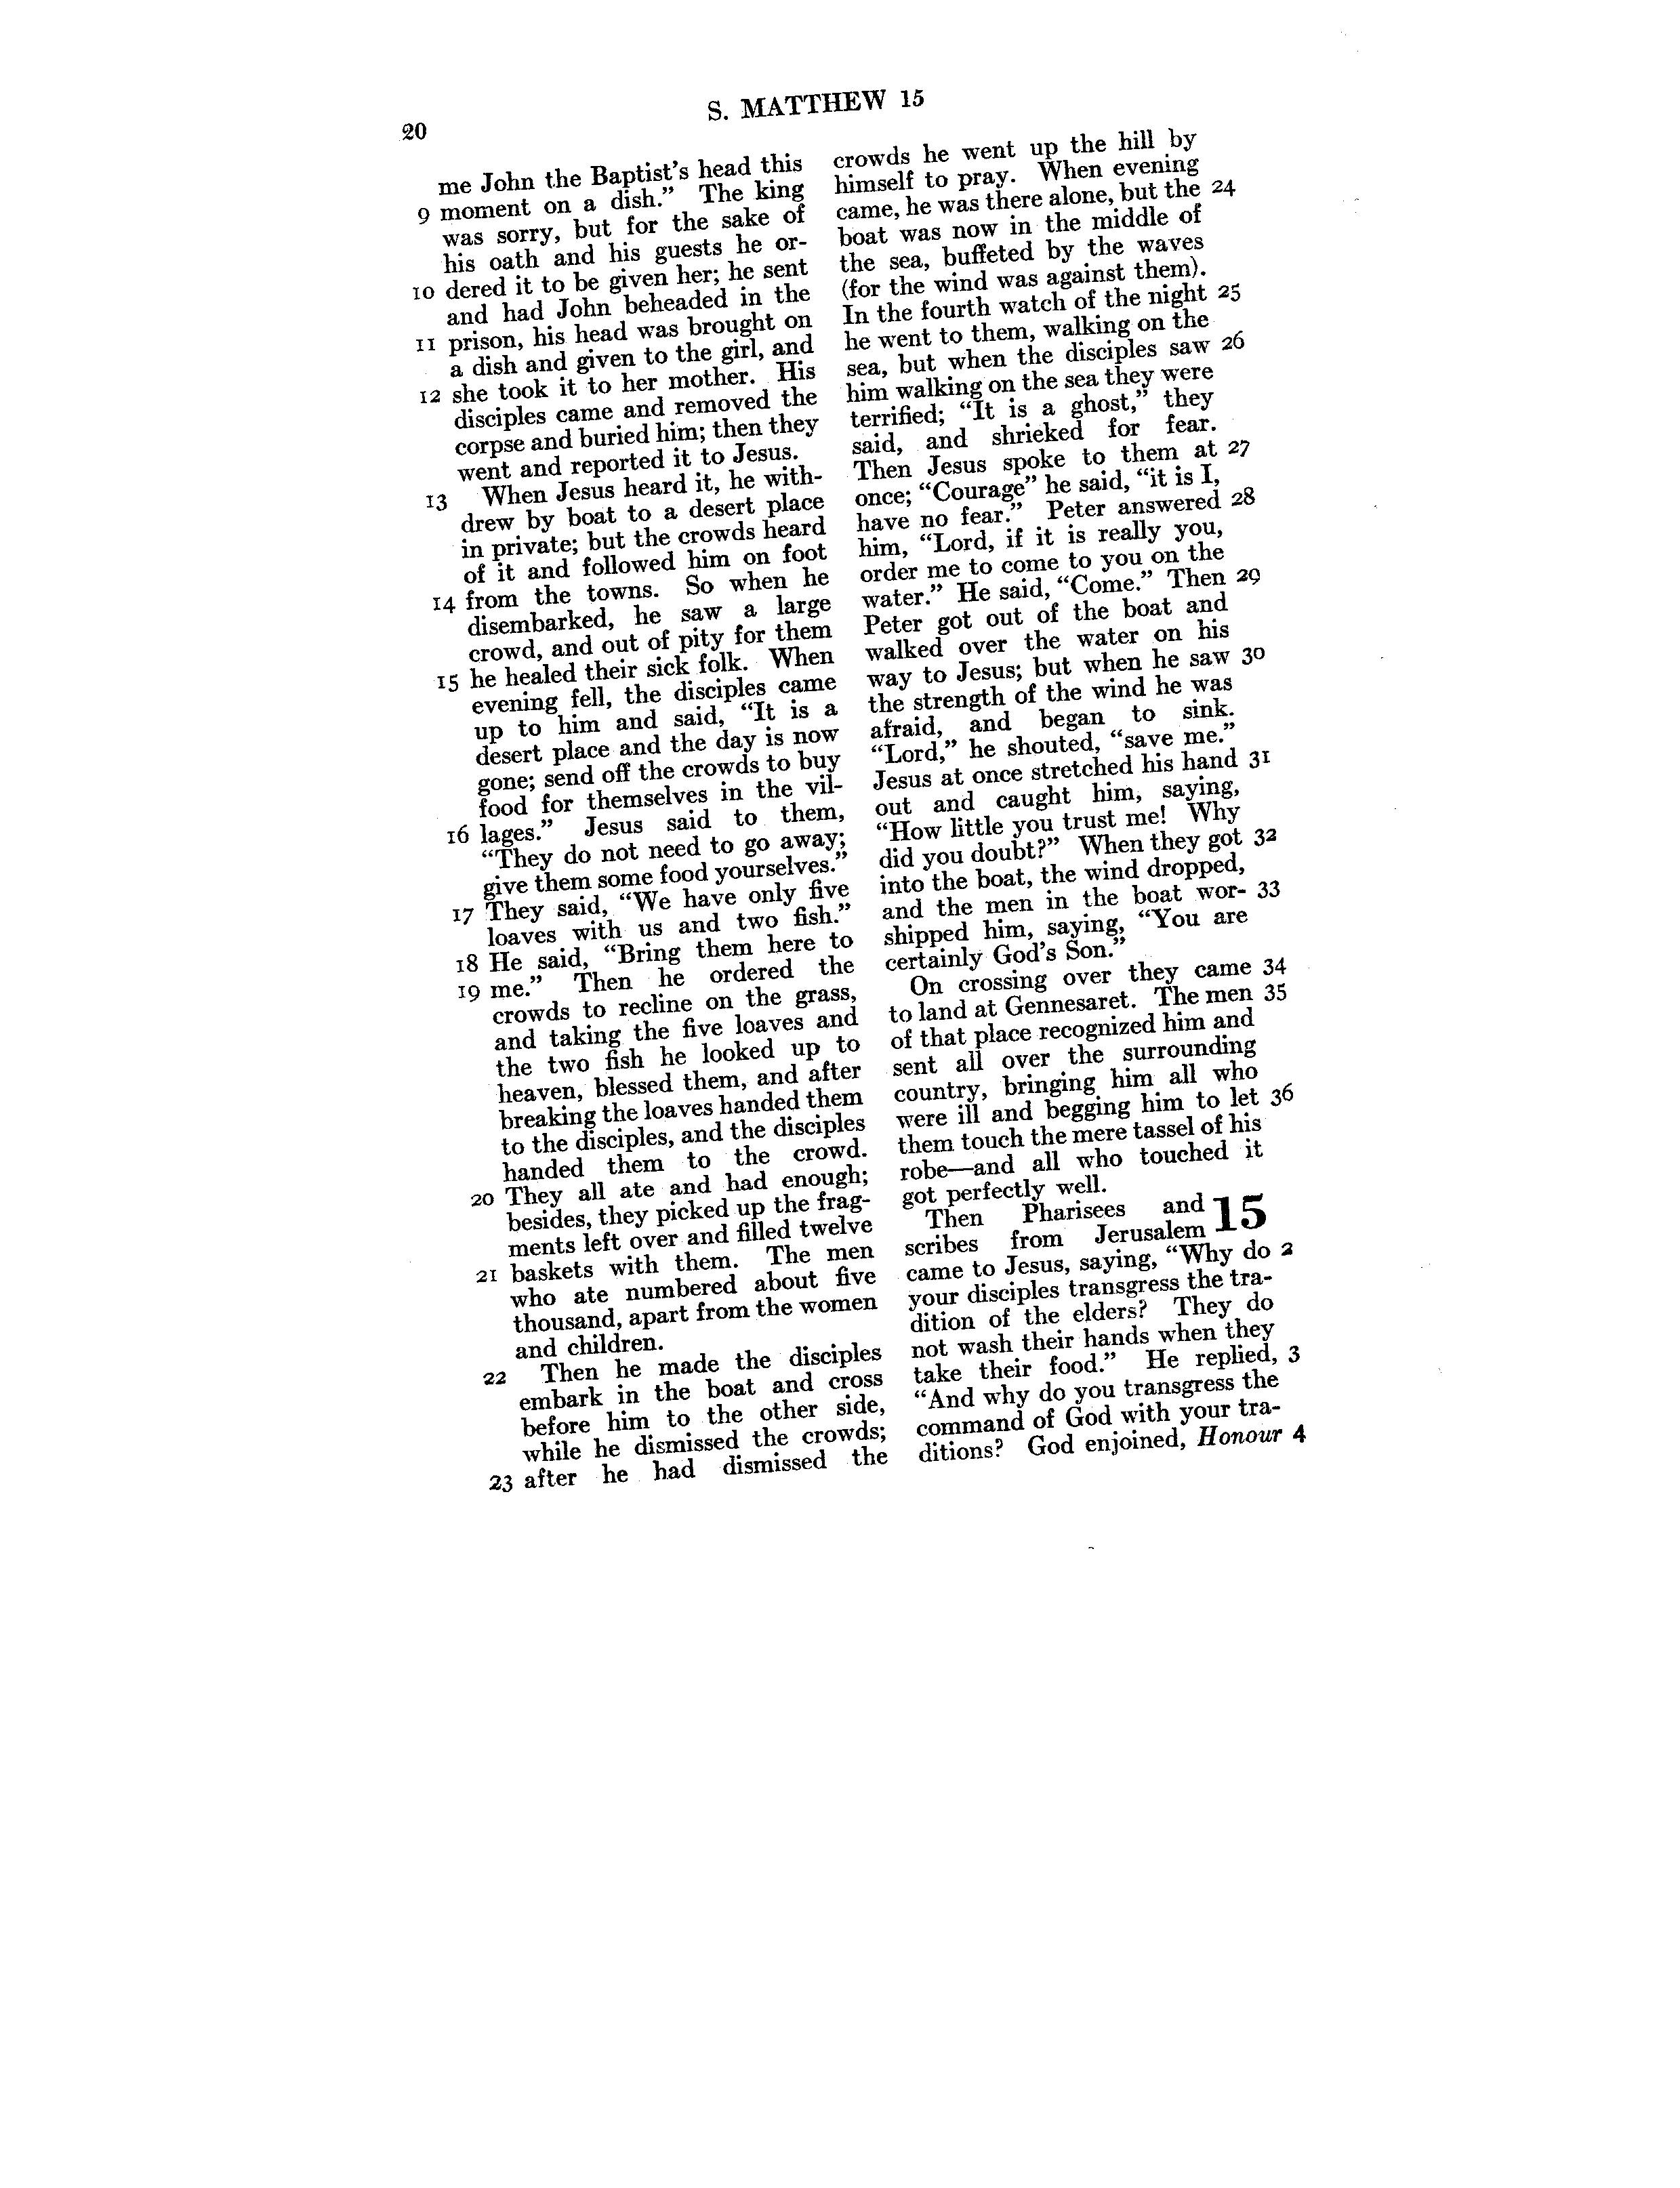 20
S. MATTHEW 15
me John the Baptist's head this
9 moment on a dish." The king
was sorry, but for the sake of
his oath and his guests he or-
10 dered it to be given her; he sent
and had John beheaded in the
11 prison, his head was brought on
a dish and given to the girl, and
12 she took it to her mother. His
disciples came and removed the
corpse and buried him; then they
went and reported it to Jesus.
13 When Jesus heard it, he with-
drew by boat to a desert place
in private; but the crowds heard
of it and followed him on foot
14 from the towns. So when he
disembarked, he saw a large
crowd, and out of pity for them
15 he healed their sick folk. When
evening fell, the disciples came
up to him and said, "It is a
desert place and the day is now
gone; send off the crowds to buy
food for themselves in the vil-
16 lages." Jesus said to them,
"They do not need to go away;
give them some food yourselves."
17 They said, "We have only five
loaves with us and two fish."
18 He said, "Bring them here to
19 me." Then he ordered the
crowds to recline on the grass,
and taking the five loaves and
the two fish he looked up to
heaven, blessed them, and after
breaking the loaves handed them
to the disciples, and the disciples
handed them to the crowd.
20 They all ate and had enough;
besides, they picked up the frag-
ments left over and filled twelve
21 baskets with them. The men
who ate numbered about five
thousand, apart from the women
and children.
22 Then he made the disciples
embark in the boat and cross
before him to the other side,
while he dismissed the crowds;
23 after he had dismissed the
crowds he went up the hill by
himself to pray. When evening
came, he was there alone, but the 24
boat was now in the middle of
the sea, buffeted by the waves
(for the wind was against them).
In the fourth watch of the night 25
he went to them, walking on the
sea, but when the disciples saw 26
him walking on the sea they were
terrified; "It is a ghost," they
said, and shrieked for fear.
Then Jesus spoke to them at 27
once; "Courage" he said, "it is I,
have no fear." Peter answered 28
him, "Lord, if it is really you,
order me to come to you on the
water." He said, "Come." Then 29
Peter got out of the boat and
walked over the water on his
way to Jesus; but when he saw 30
the strength of the wind he was
afraid, and began to sink.
"Lord," he shouted, "save me."
Jesus at once stretched his hand 31
out and caught him, saying,
"How little you trust me! Why
did you doubt?" When they got 32
into the boat, the wind dropped,
and the men in the boat wor- 33
shipped him, saying, "You are
certainly God's Son."
On crossing over they came 34
to land at Gennesaret. The men 35
of that place recognized him and
sent all over the surrounding
country, bringing him all who
were ill and begging him to let 36
them touch the mere tassel of his
robe—and all who touched it
got perfectly well.
Then Pharisees and 15
scribes from Jerusalem
came to Jesus, saying, "Why do 2
your disciples transgress the tra-
dition of the elders? They do
not wash their hands when they
take their food." He replied, 3
"And why do you transgress the
command of God with your tra-
ditions? God enjoined, Honour 4